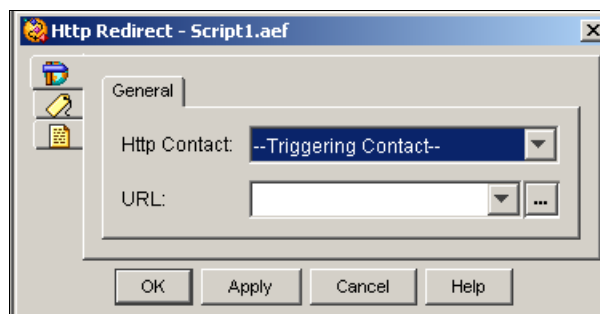 Http Redirect - Script1.aef
General
Http Contact: --Triggering Contact--
URL: ...
OK Apply Cancel Help